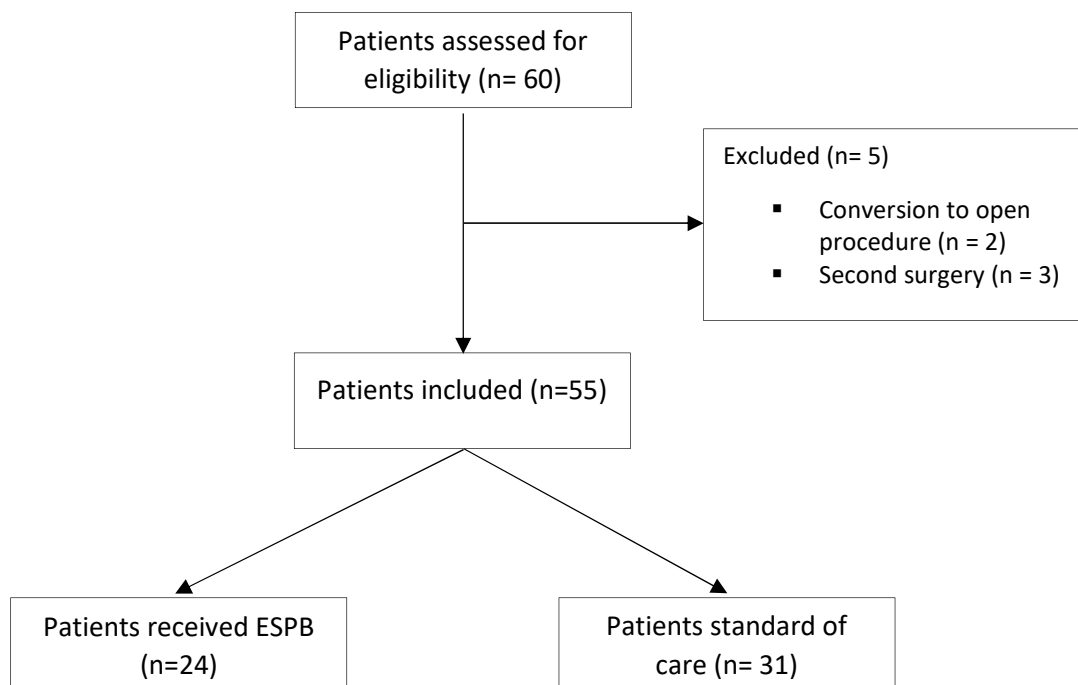 Patients assessed for
eligibility (n= 60)
Excluded (n= 5)
▪ Conversion to open
procedure (n = 2)
▪ Second surgery (n = 3)
Patients included (n=55)
Patients received ESPB
(n=24)
Patients standard of
care (n= 31)